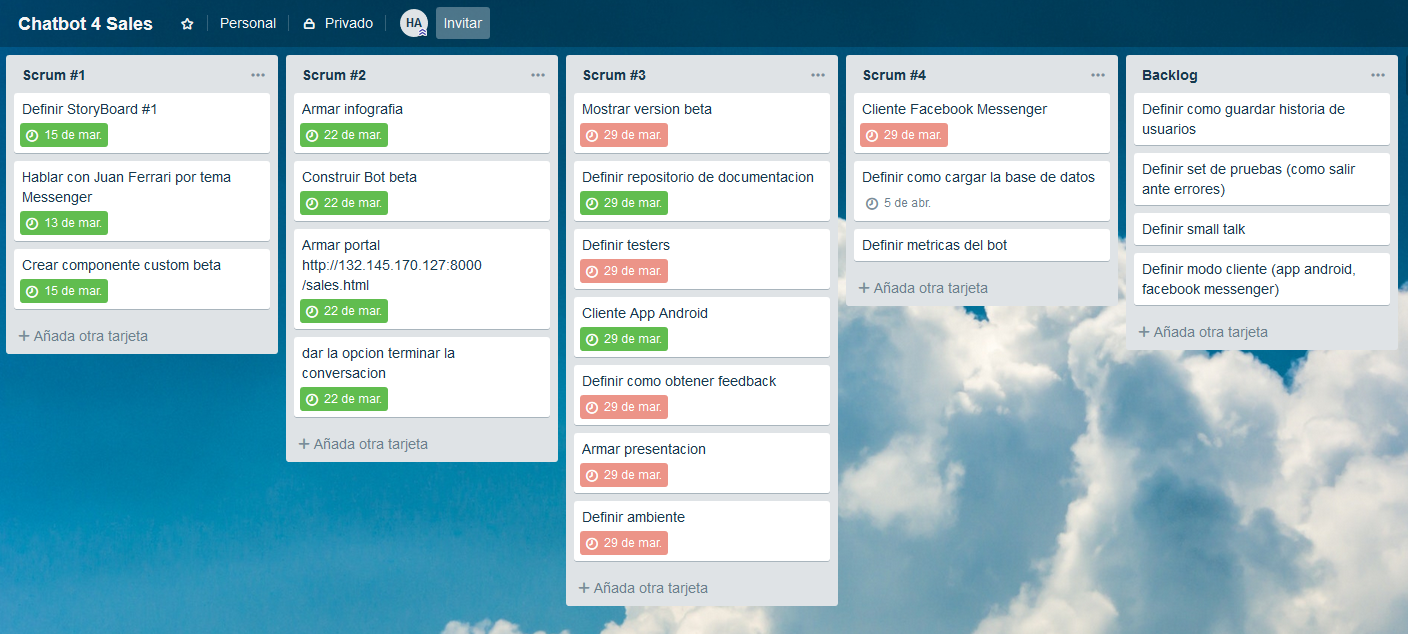 Chatbot 4 Sales
Personal
Privado
HA
Invitar
Scrum #1
Definir StoryBoard #1
15 de mar.
Hablar con Juan Ferrari por tema
Messenger
13 de mar.
Crear componente custom beta
15 de mar.
+ Añada otra tarjeta
Scrum #2
Armar infografia
22 de mar.
Construir Bot beta
22 de mar.
Armar portal
http://132.145.170.127:8000
/sales.html
22 de mar.
dar la opcion terminar la
conversacion
22 de mar.
+ Añada otra tarjeta
Scrum #3
Mostrar version beta
29 de mar.
Definir repositorio de documentacion
29 de mar.
Definir testers
29 de mar.
Cliente App Android
29 de mar.
Definir como obtener feedback
29 de mar.
Armar presentacion
29 de mar.
Definir ambiente
29 de mar.
+ Añada otra tarjeta
Scrum #4
Cliente Facebook Messenger
29 de mar.
Definir como cargar la base de datos
5 de abr.
Definir metricas del bot
+ Añada otra tarjeta
Backlog
Definir como guardar historia de
usuarios
Definir set de pruebas (como salir
ante errores)
Definir small talk
Definir modo cliente (app android,
facebook messenger)
+ Añada otra tarjeta